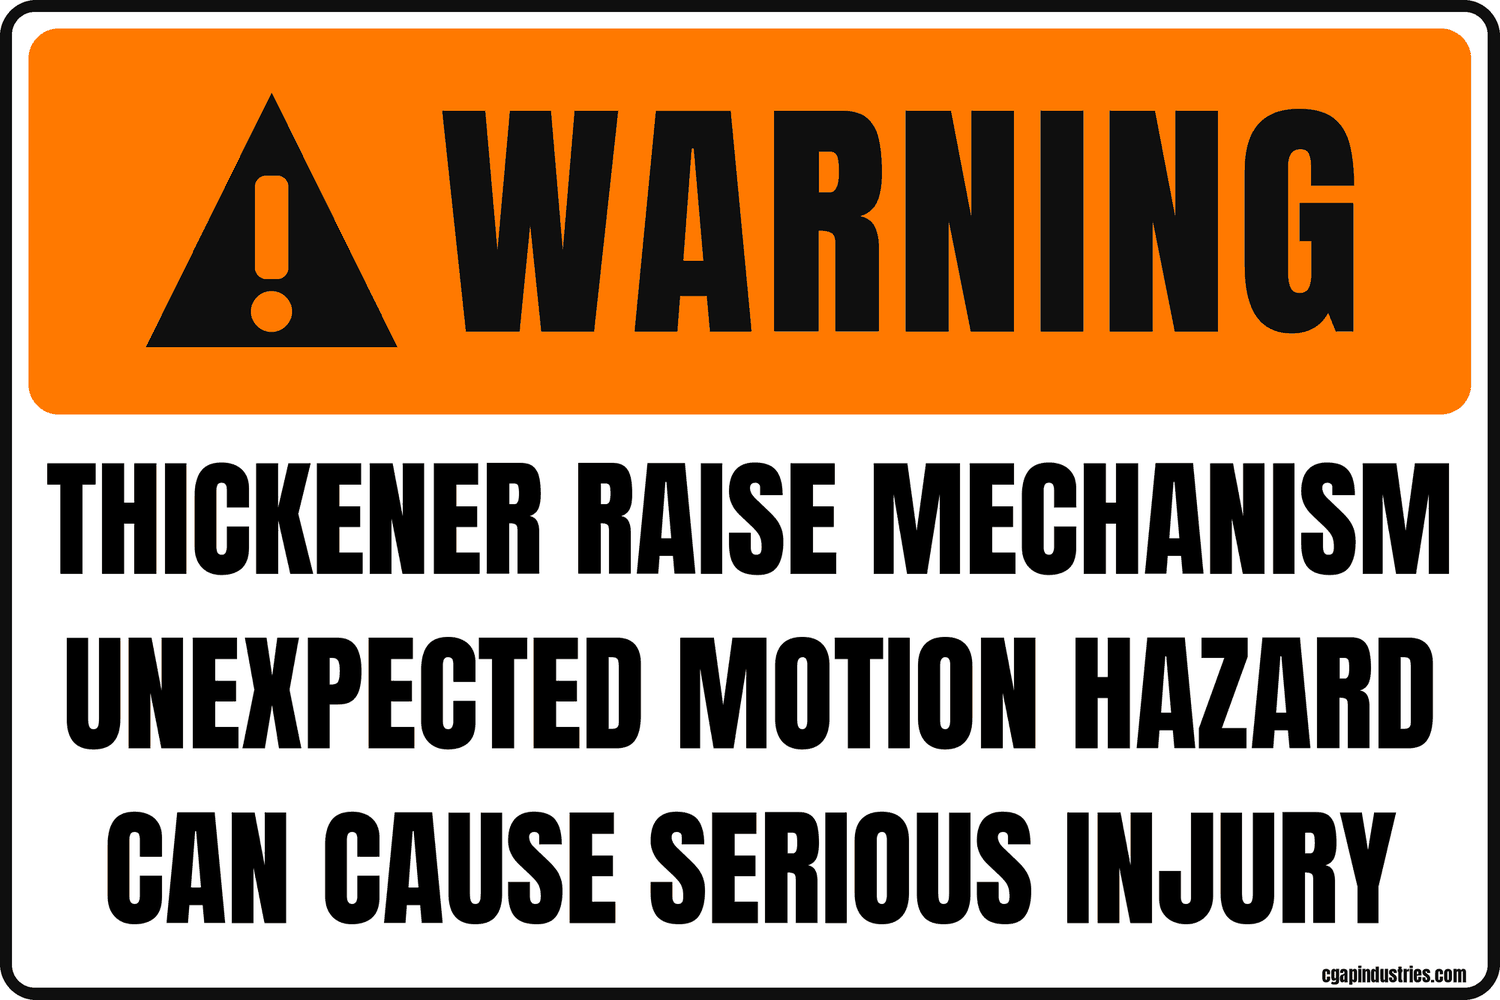 WARNING
THICKENER RAISE MECHANISM
UNEXPECTED MOTION HAZARD
CAN CAUSE SERIOUS INJURY
cgapindustries.com